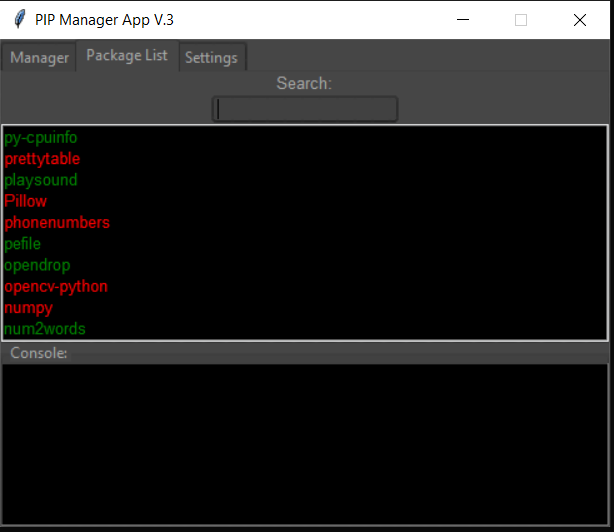 PIP Manager App V.3
Manager Package List Settings
Search:
py-cpuinfo
prettytable
playsound
Pillow
phonenumbers
pefile
opendrop
opencv-python
numpy
num2words
Console: